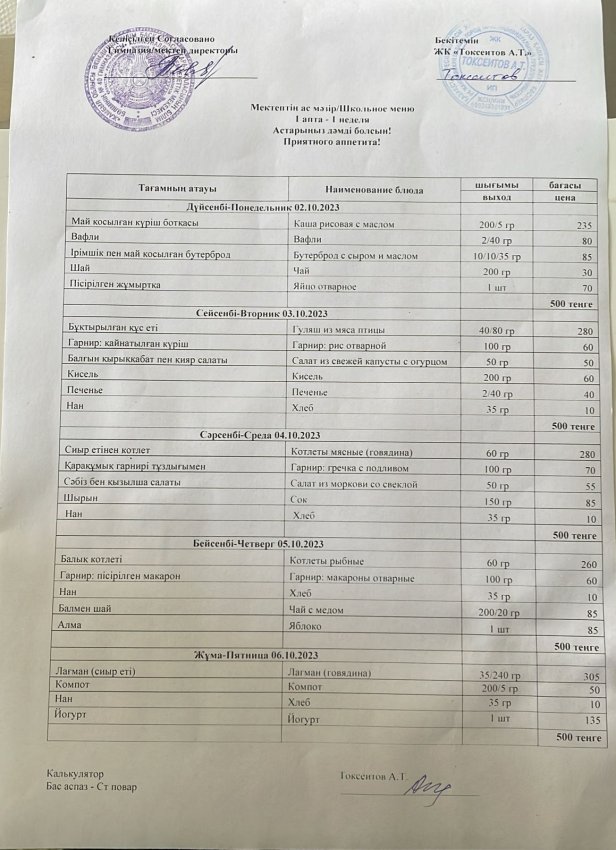 Келісілген Согласовано
Гимназия/мектеп директоры
Бекітемін
ЖК «Токсеитов А.Т.»
ЖК
ТОКСЕИТОВ А.Т.
ИП
Токсеитов
Мектептің ас мәзір/Школьное меню
1 апта - 1 неделя
Астарыңыз дәмді болсын!
Приятного аппетита!
Тағамның атауы Наименование блюда шығымы выход бағасы цена
Дүйсенбі-Понедельник 02.10.2023
Май қосылған күріш ботқасы Каша рисовая с маслом 200/5 гр 235
Вафли Вафли 2/40 гр 80
Ірімшік пен май қосылған бутерброд Бутерброд с сыром и маслом 10/10/35 гр 85
Шай Чай 200 гр 30
Пісірілген жұмыртка Яйцо отварное 1 шт 70
500 тенге
Сейсенбі-Вторник 03.10.2023
Бұқтырылған құс еті Гуляш из мяса птицы 40/80 гр 280
Гарнир: қайнатылған күріш Гарнир: рис отварной 100 гр 60
Балғын қырыққабат пен қияр салаты Салат из свежей капусты с огурцом 50 гр 50
Кисель Кисель 200 гр 60
Печенье Печенье 2/40 гр 40
Нан Хлеб 35 гр 10
500 тенге
Сәрсенбі-Среда 04.10.2023
Сиыр етінен котлет Котлеты мясные (говядина) 60 гр 280
Қарақұмық гарнирі тұздығымен Гарнир: гречка с подливом 100 гр 70
Сәбіз бен қызылша салаты Салат из моркови со свеклой 50 гр 55
Шырын Сок 150 гр 85
Нан Хлеб 35 гр 10
500 тенге
Бейсенбі-Четверг 05.10.2023
Балық котлеті Котлеты рыбные 60 гр 260
Гарнир: пісірілген макарон Гарнир: макароны отварные 100 гр 60
Нан Хлеб 35 гр 10
Балмен шай Чай с медом 200/20 гр 85
Алма Яблоко 1 шт 85
500 тенге
Жұма-Пятница 06.10.2023
Лағман (сиыр еті) Лағман (говядина) 35/240 гр 305
Компот Компот 200/5 гр 50
Нан Хлеб 35 гр 10
Йогурт Йогурт 1 шт 135
500 тенге
Калькулятор Токсеитов А.Т.
Бас аспаз - Ст повар